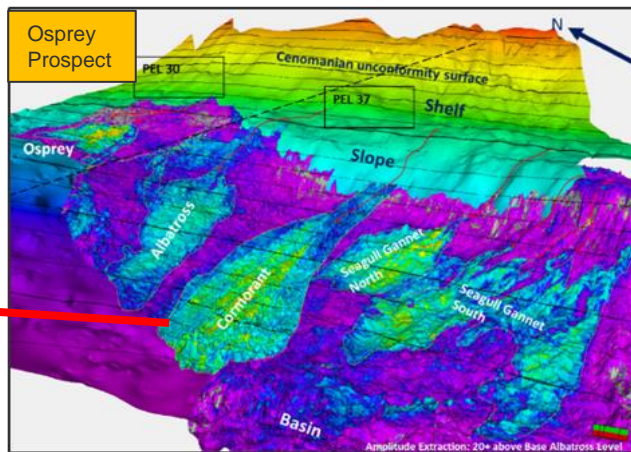 Osprey
Prospect
N
Cenomanian unconformity surface
PEL 30
PEL 37
Shelf
Osprey
Slope
Albatross
Cormorant
Seagull Gannet
North
Seagull Gannet
South
Basin
Amplitude Extraction: 20+ above Base Albatross Level